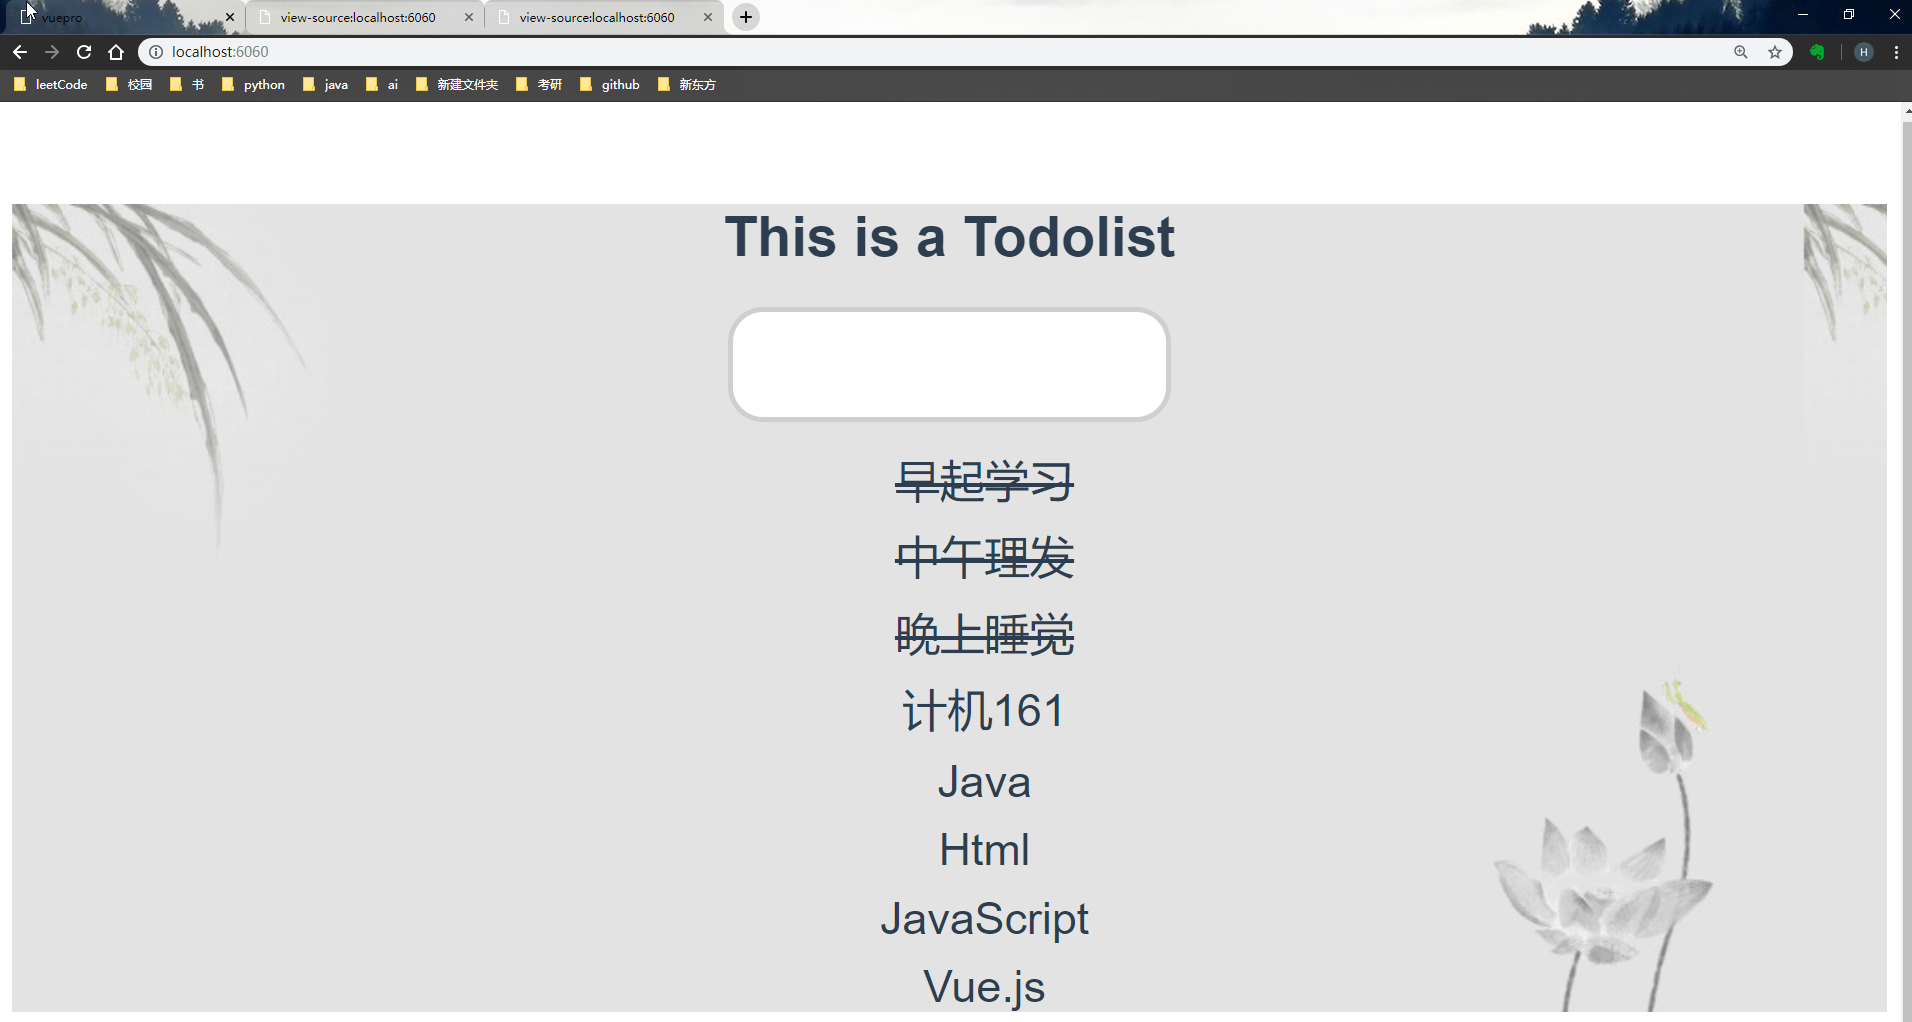 vuepro
view-source:localhost:6060
view-source:localhost:6060
localhost:6060
H
leetCode 校园 书 python java ai 新建文件夹 考研 github 新东方
This is a Todolist
早起学习
中午理发
晚上睡觉
计机161
Java
Html
JavaScript
Vue.js